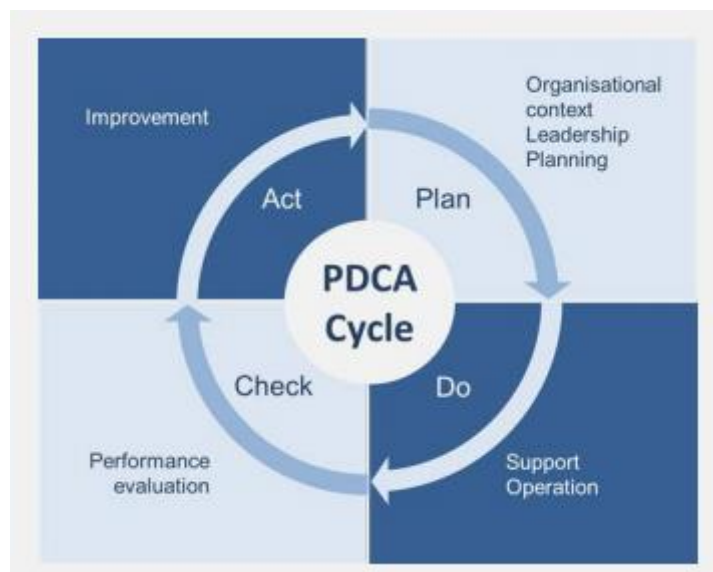 Improvement
Act
Organisational
context
Leadership
Planning
Plan
PDCA
Cycle
Check
Performance
evaluation
Do
Support
Operation